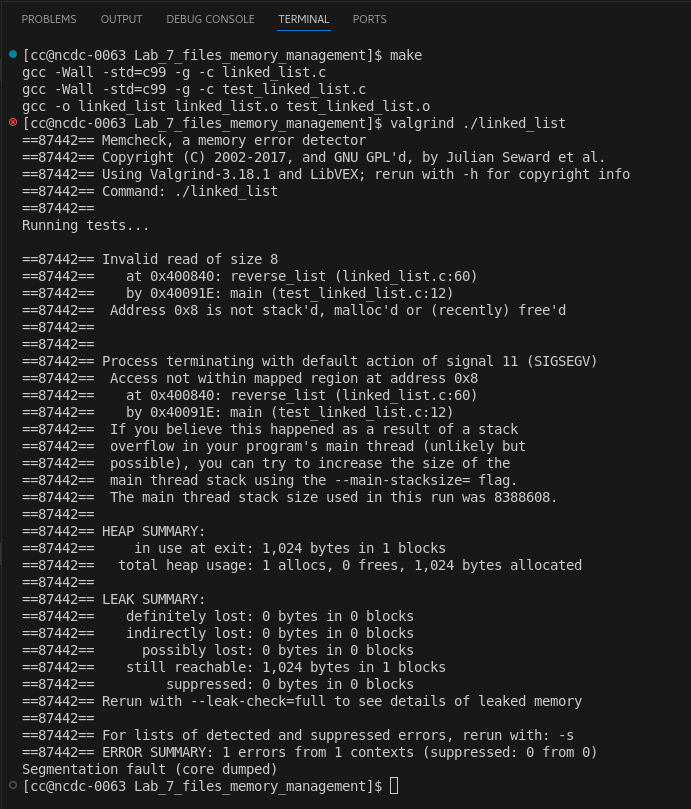 PROBLEMS OUTPUT DEBUG CONSOLE TERMINAL PORTS
[cc@ncdc-0063 Lab_7_files_memory_management]$ make
gcc -Wall -std=c99 -g -c linked_list.c
gcc -Wall -std=c99 -g -c test_linked_list.c
gcc -o linked_list linked_list.o test_linked_list.o
[cc@ncdc-0063 Lab_7_files_memory_management]$ valgrind ./linked_list
==87442== Memcheck, a memory error detector
==87442== Copyright (C) 2002-2017, and GNU GPL'd, by Julian Seward et al.
==87442== Using Valgrind-3.18.1 and LibVEX; rerun with -h for copyright info
==87442== Command: ./linked_list
==87442==
Running tests...
==87442== Invalid read of size 8
==87442==    at 0x400840: reverse_list (linked_list.c:60)
==87442==    by 0x40091E: main (test_linked_list.c:12)
==87442==  Address 0x8 is not stack'd, malloc'd or (recently) free'd
==87442==
==87442==
==87442== Process terminating with default action of signal 11 (SIGSEGV)
==87442==  Access not within mapped region at address 0x8
==87442==    at 0x400840: reverse_list (linked_list.c:60)
==87442==    by 0x40091E: main (test_linked_list.c:12)
==87442==  If you believe this happened as a result of a stack
==87442==  overflow in your program's main thread (unlikely but
==87442==  possible), you can try to increase the size of the
==87442==  main thread stack using the --main-stacksize= flag.
==87442==  The main thread stack size used in this run was 8388608.
==87442==
==87442== HEAP SUMMARY:
==87442==     in use at exit: 1,024 bytes in 1 blocks
==87442==   total heap usage: 1 allocs, 0 frees, 1,024 bytes allocated
==87442==
==87442== LEAK SUMMARY:
==87442==    definitely lost: 0 bytes in 0 blocks
==87442==    indirectly lost: 0 bytes in 0 blocks
==87442==      possibly lost: 0 bytes in 0 blocks
==87442==    still reachable: 1,024 bytes in 1 blocks
==87442==         suppressed: 0 bytes in 0 blocks
==87442== Rerun with --leak-check=full to see details of leaked memory
==87442==
==87442== For lists of detected and suppressed errors, rerun with: -s
==87442== ERROR SUMMARY: 1 errors from 1 contexts (suppressed: 0 from 0)
Segmentation fault (core dumped)
[cc@ncdc-0063 Lab_7_files_memory_management]$